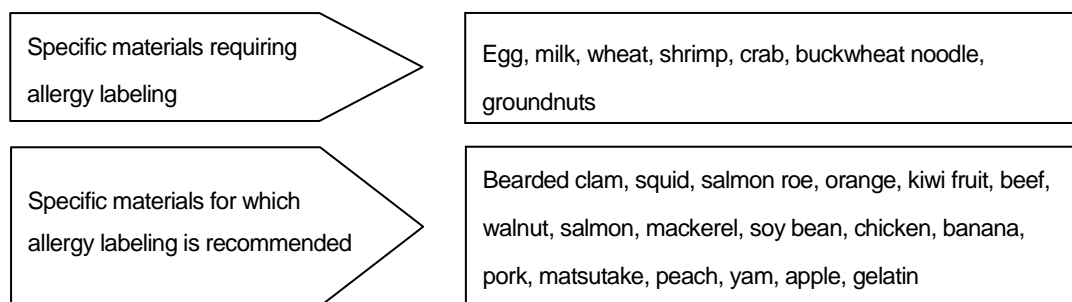 Specific materials requiring
allergy labeling
Egg, milk, wheat, shrimp, crab, buckwheat noodle,
groundnuts
Specific materials for which
allergy labeling is recommended
Bearded clam, squid, salmon roe, orange, kiwi fruit, beef,
walnut, salmon, mackerel, soy bean, chicken, banana,
pork, matsutake, peach, yam, apple, gelatin